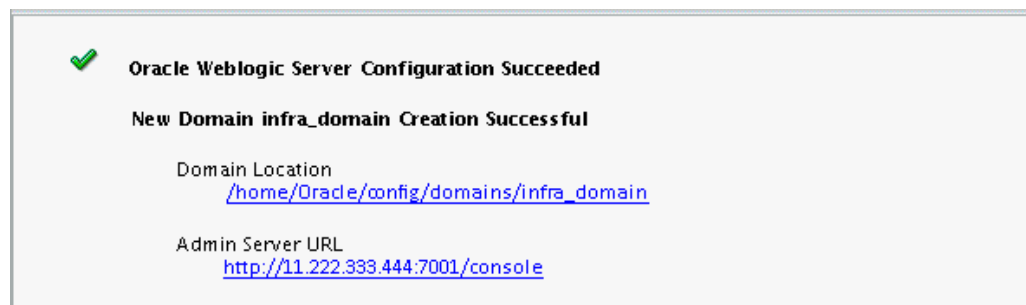 Oracle Weblogic Server Configuration Succeeded
New Domain infra_domain Creation Successful
Domain Location
/home/Oracle/config/domains/infra_domain
Admin Server URL
http://11.222.333.444:7001/console